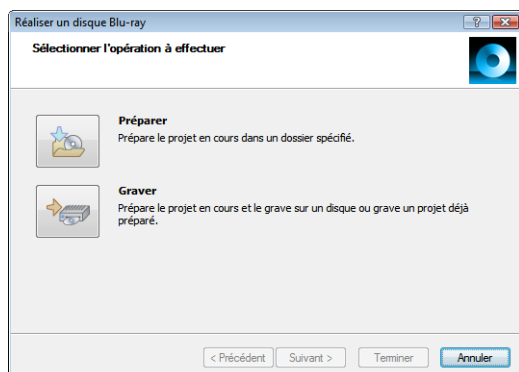 Réaliser un disque Blu-ray
Sélectionner l'opération à effectuer
Préparer
Prépare le projet en cours dans un dossier spécifié.
Graver
Prépare le projet en cours et le grave sur un disque ou grave un projet déjà
préparé.
< Précédent Suivant > Terminer Annuler